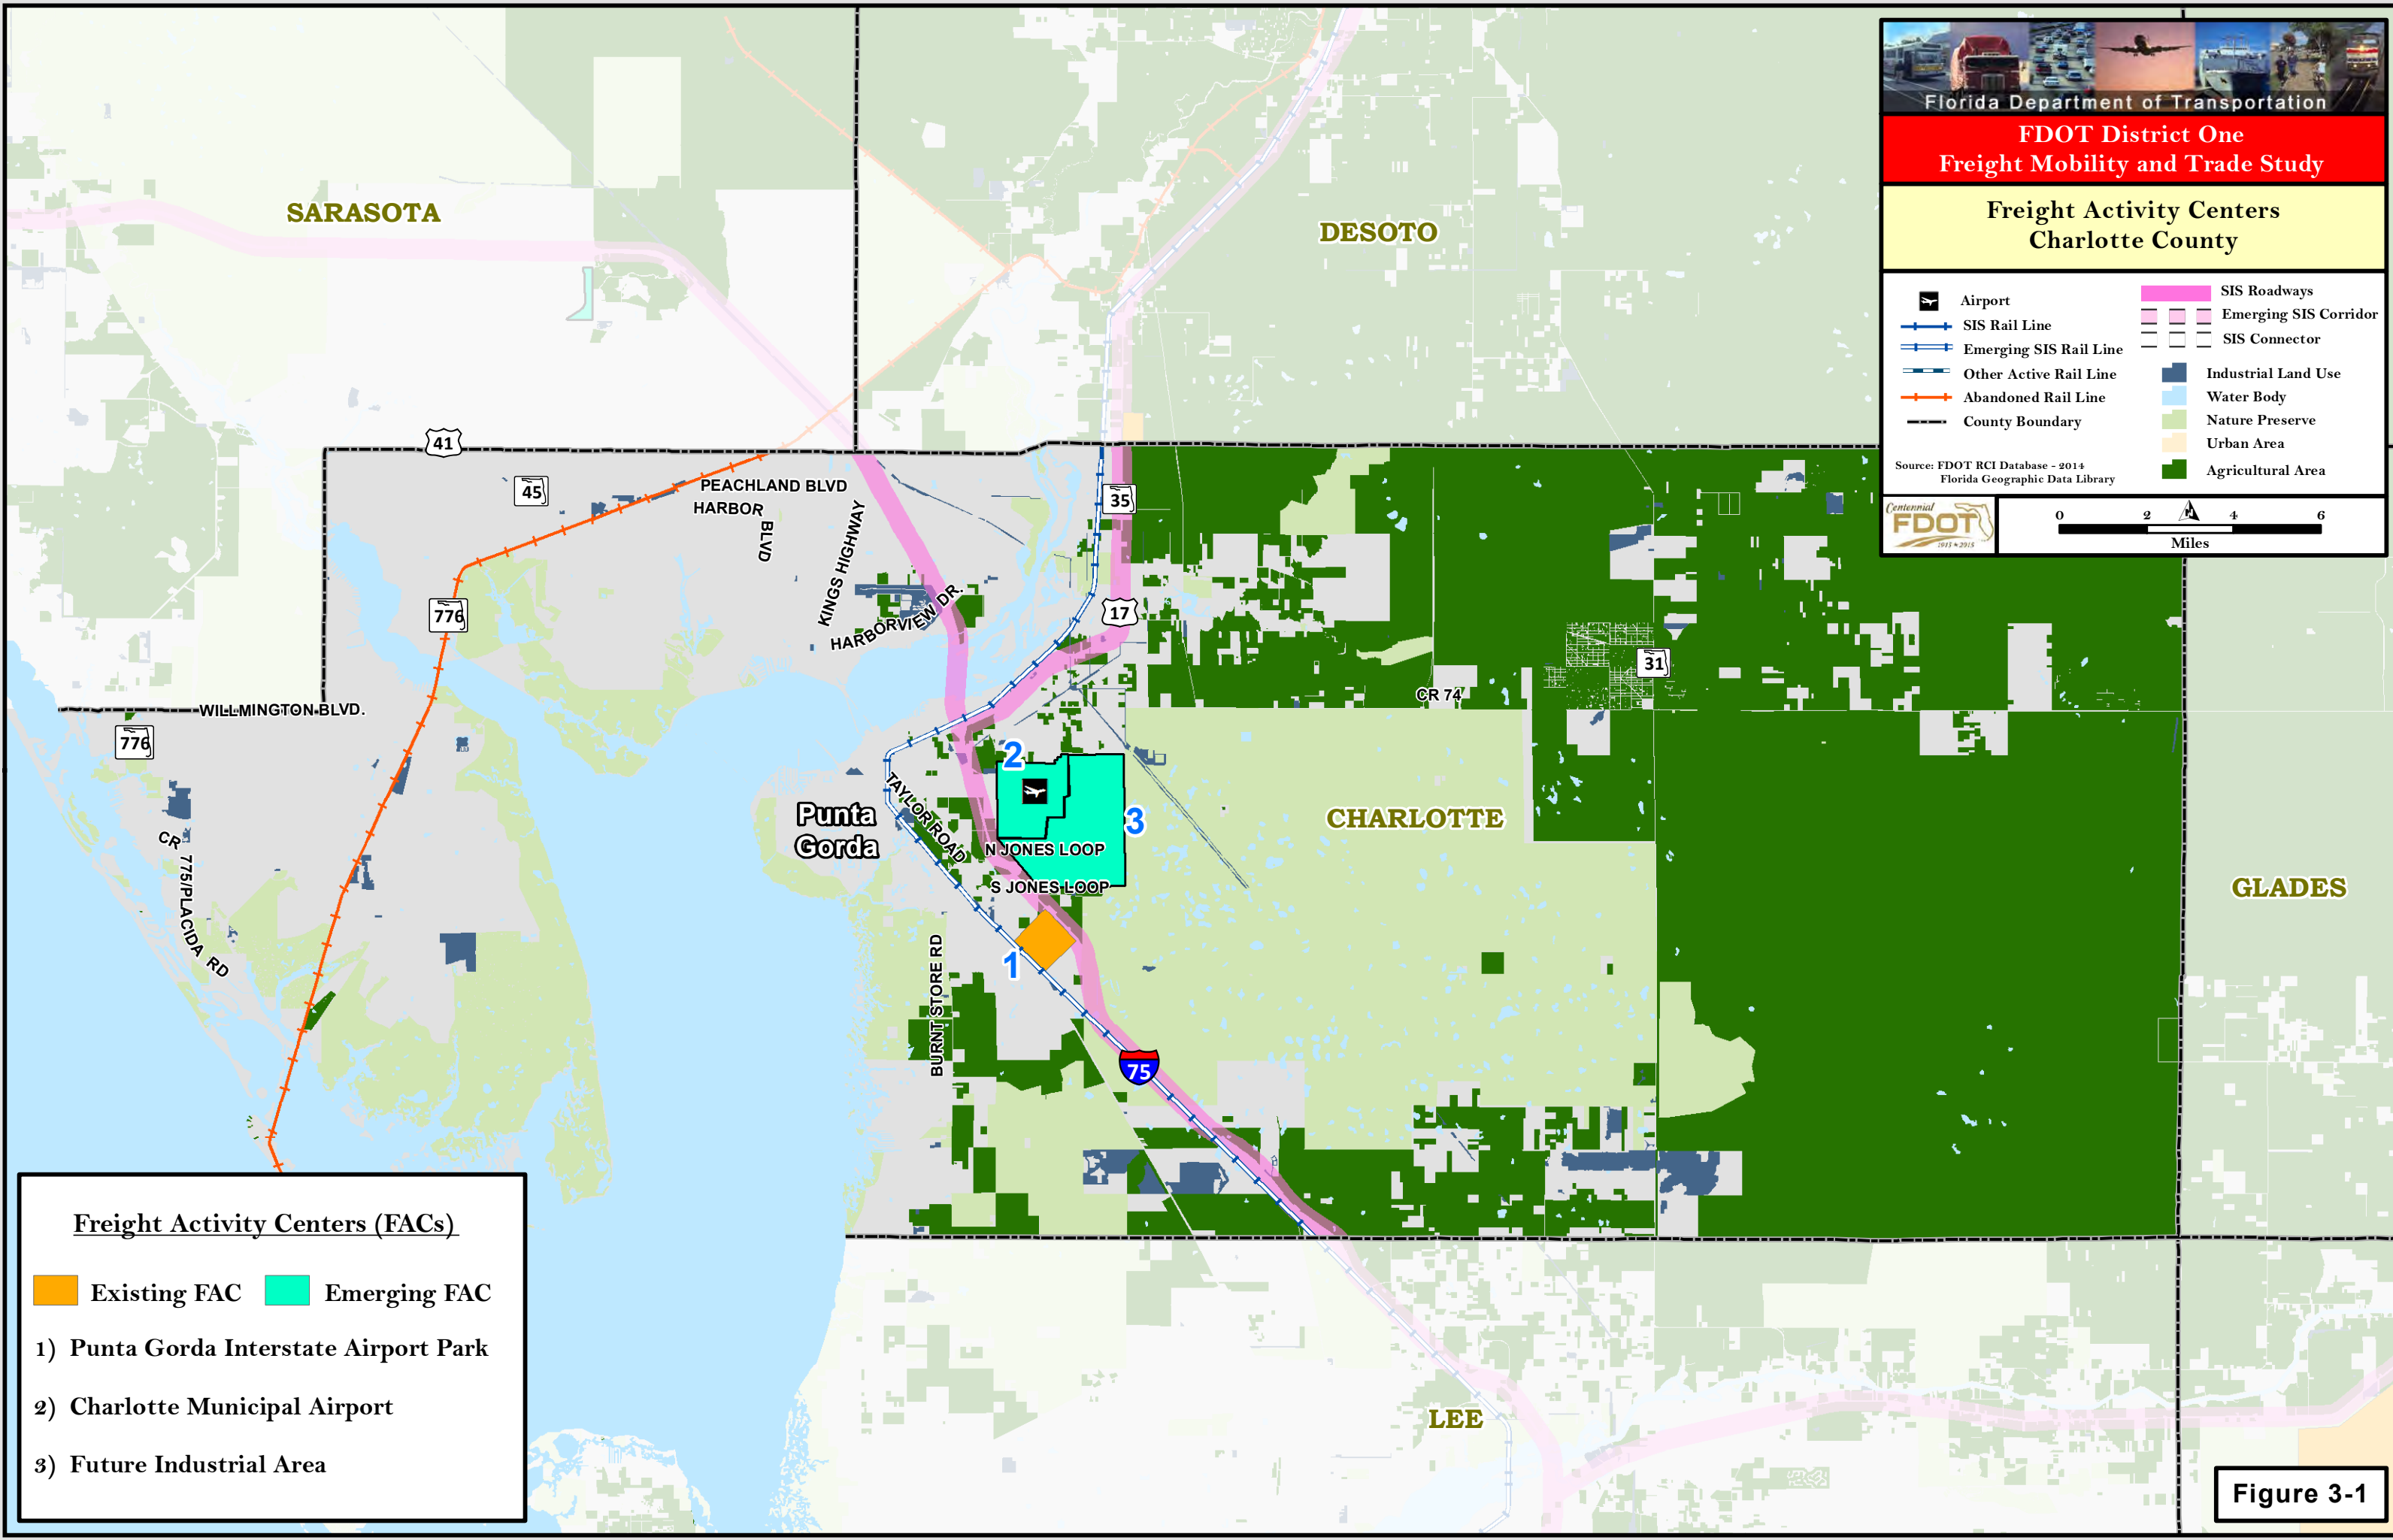 Florida Department of Transportation
FDOT District One
Freight Mobility and Trade Study
Freight Activity Centers
Charlotte County
Airport
SIS Rail Line
Emerging SIS Rail Line
Other Active Rail Line
Abandoned Rail Line
County Boundary
SIS Roadways
Emerging SIS Corridor
SIS Connector
Industrial Land Use
Water Body
Nature Preserve
Urban Area
Agricultural Area
Source: FDOT RCI Database - 2014
Florida Geographic Data Library
Centennial
FDOT
1915 ★ 2015
N
0 2 4 6
Miles
SARASOTA
DESOTO
41
45
PEACHLAND BLVD
HARBOR BLVD
KINGS HIGHWAY
35
776
HARBORVIEW DR.
17
31
CR 74
WILLMINGTON BLVD.
776
2
TAYLOR ROAD
Punta
Gorda
3
CHARLOTTE
N JONES LOOP
S JONES LOOP
CR 775/PLACIDA RD
GLADES
1
BURNT STORE RD
75
LEE
Freight Activity Centers (FACs)
Existing FAC Emerging FAC
1) Punta Gorda Interstate Airport Park
2) Charlotte Municipal Airport
3) Future Industrial Area
Figure 3-1